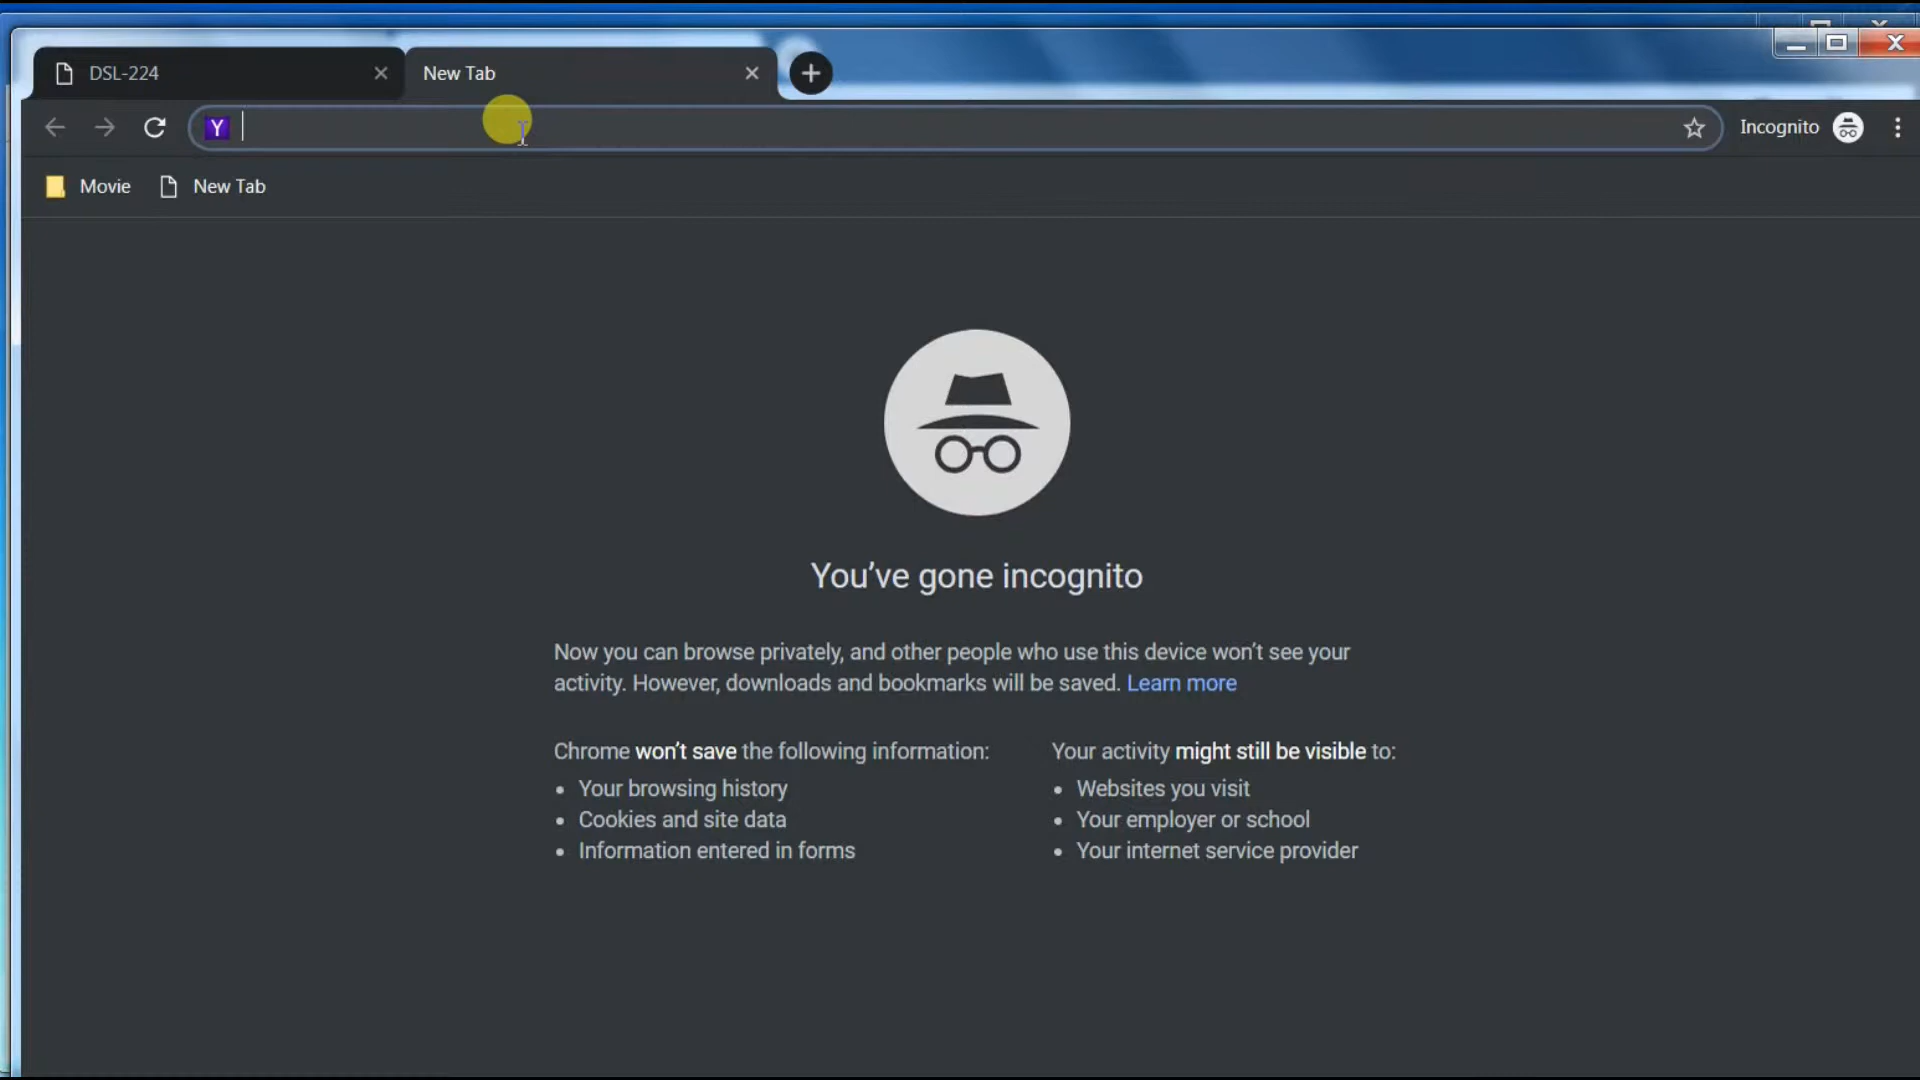 DSL-224
New Tab
Y
Incognito
Movie
New Tab
You've gone incognito
Now you can browse privately, and other people who use this device won't see your
activity. However, downloads and bookmarks will be saved. Learn more
Chrome won't save the following information:
Your browsing history
Cookies and site data
Information entered in forms
Your activity might still be visible to:
Websites you visit
Your employer or school
Your internet service provider